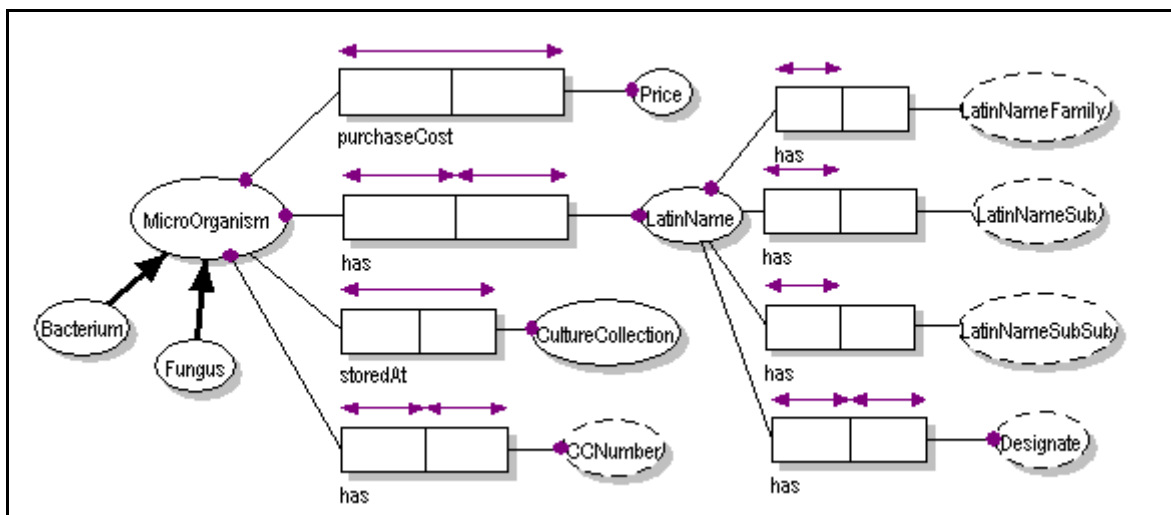 Price
purchaseCost
LatinNameFamily
has
MicroOrganism
LatinName
LatinNameSub
has
has
Bacterium
Fungus
CultureCollection
storedAt
LatinNameSubSub
has
CCNumber
has
Designate
has